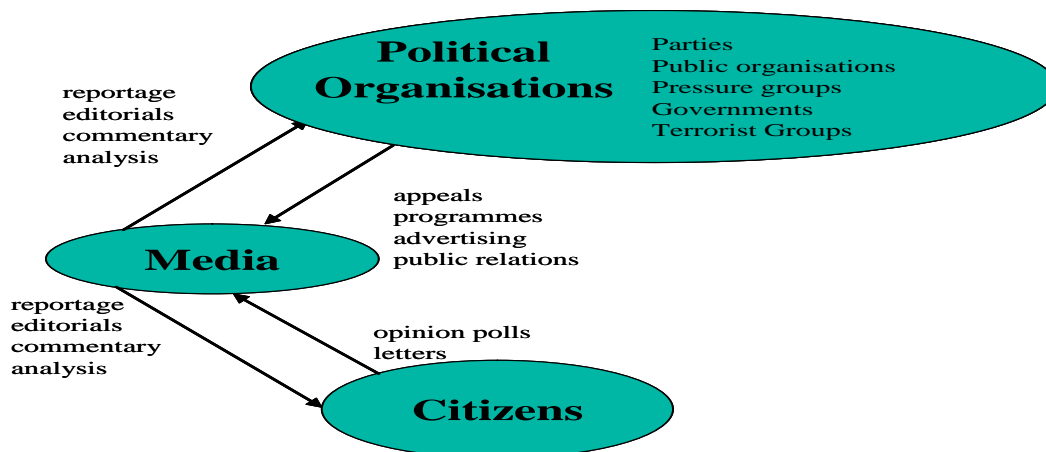 Political
Organisations
Parties
Public organisations
Pressure groups
Governments
Terrorist Groups
reportage
editorials
commentary
analysis
appeals
programmes
advertising
public relations
Media
reportage
editorials
commentary
analysis
opinion polls
letters
Citizens